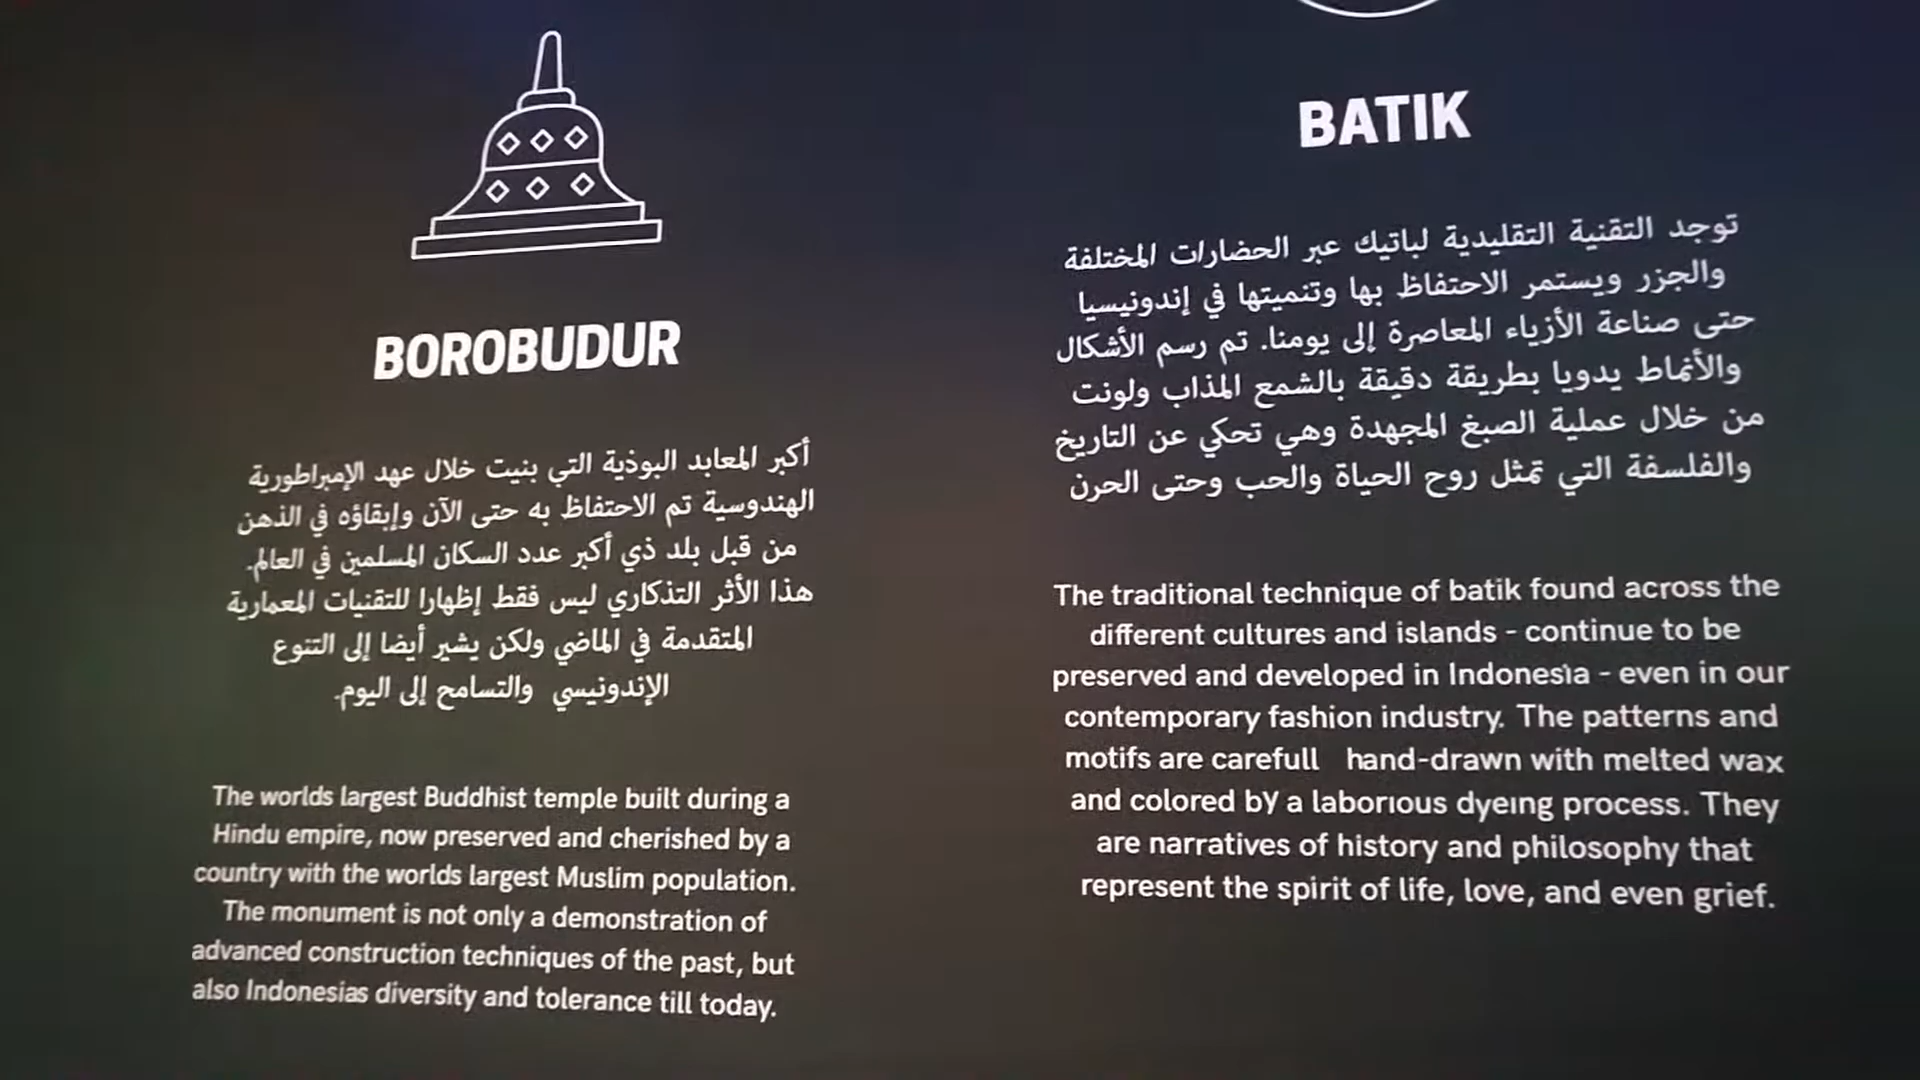 BOROBUDUR
أكبر المعابد البوذية التي بنيت خلال عهد الإمبراطورية
الهندوسية تم الاحتفاظ به حتى الآن وإبقاؤه في الذهن
من قبل بلد ذي أكبر عدد السكان المسلمين في العالم.
هذا الأثر التذكاري ليس فقط إظهارا للتقنيات المعمارية
المتقدمة في الماضي ولكن يشير أيضا إلى التنوع
الإندونيسي والتسامح إلى اليوم.
The worlds largest Buddhist temple built during a
Hindu empire, now preserved and cherished by a
country with the worlds largest Muslim population.
The monument is not only a demonstration of
advanced construction techniques of the past, but
also Indonesias diversity and tolerance till today.
BATIK
توجد التقنية التقليدية لباتيك عبر الحضارات المختلفة
والجزر ويستمر الاحتفاظ بها وتنميتها في إندونيسيا
حتى صناعة الأزياء المعاصرة إلى يومنا. تم رسم الأشكال
والأنماط يدويا بطريقة دقيقة بالشمع المذاب ولونت
من خلال عملية الصبغ المجهدة وهي تحكي عن التاريخ
والفلسفة التي تمثل روح الحياة والحب وحتى الحرن
The traditional technique of batik found across the
different cultures and islands - continue to be
preserved and developed in Indonesia - even in our
contemporary fashion industry. The patterns and
motifs are carefull hand-drawn with melted wax
and colored by a laborious dyeing process. They
are narratives of history and philosophy that
represent the spirit of life, love, and even grief.